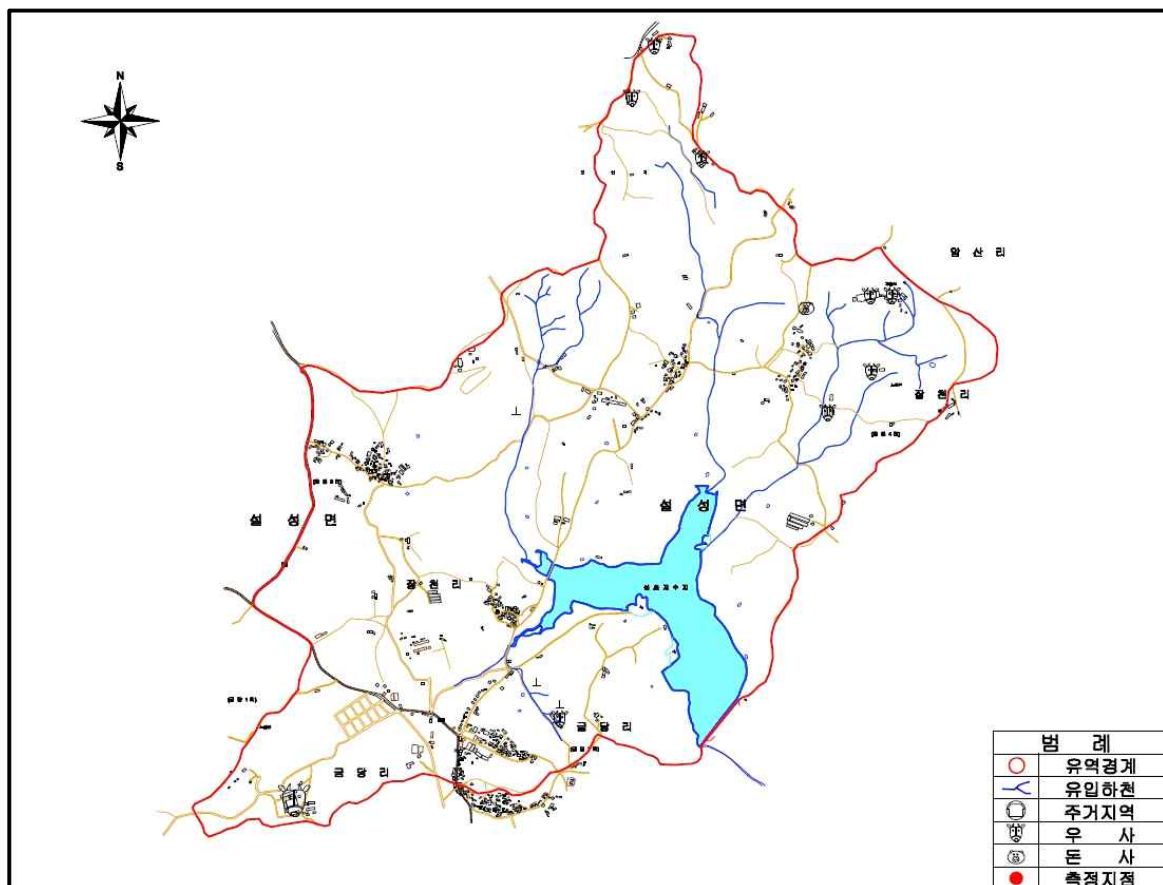 N
S
암 산 리
장 천 리
설 성 면
설 성 면
장 천 리
금 당 리
금 당 리
범 례
유역경계
유입하천
주거지역
우 사
돈 사
측정지점